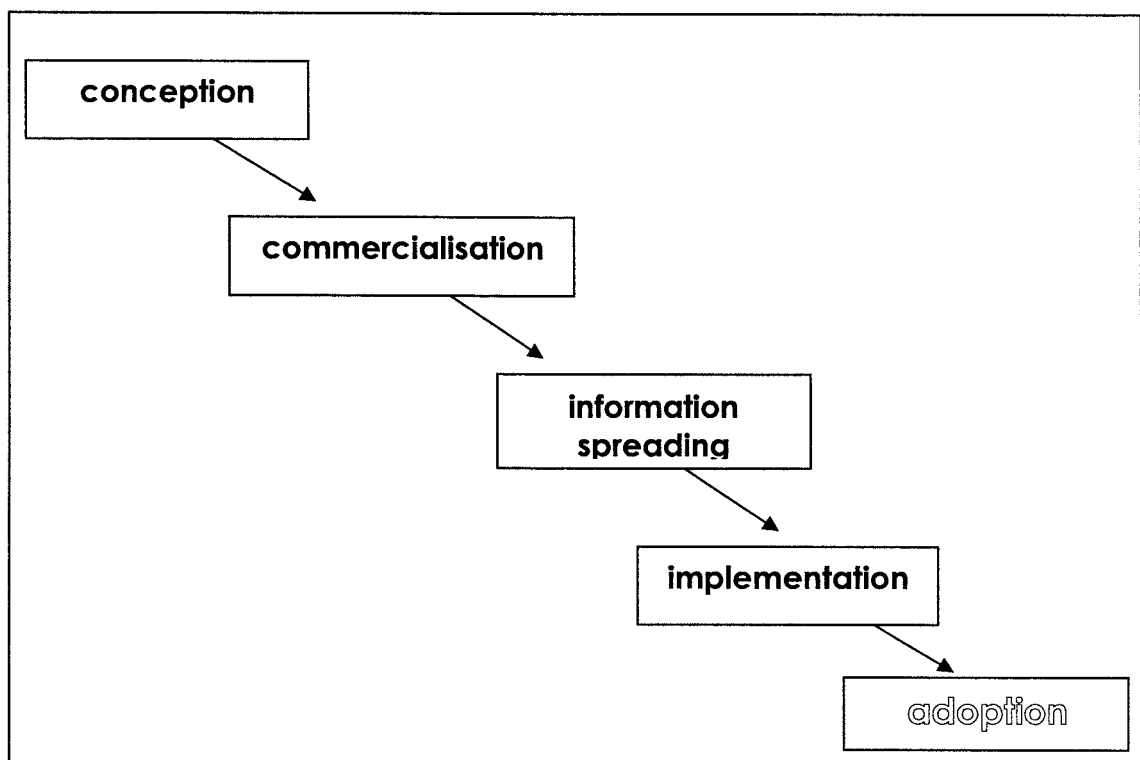 conception
commercialisation
information
spreading
implementation
adoption